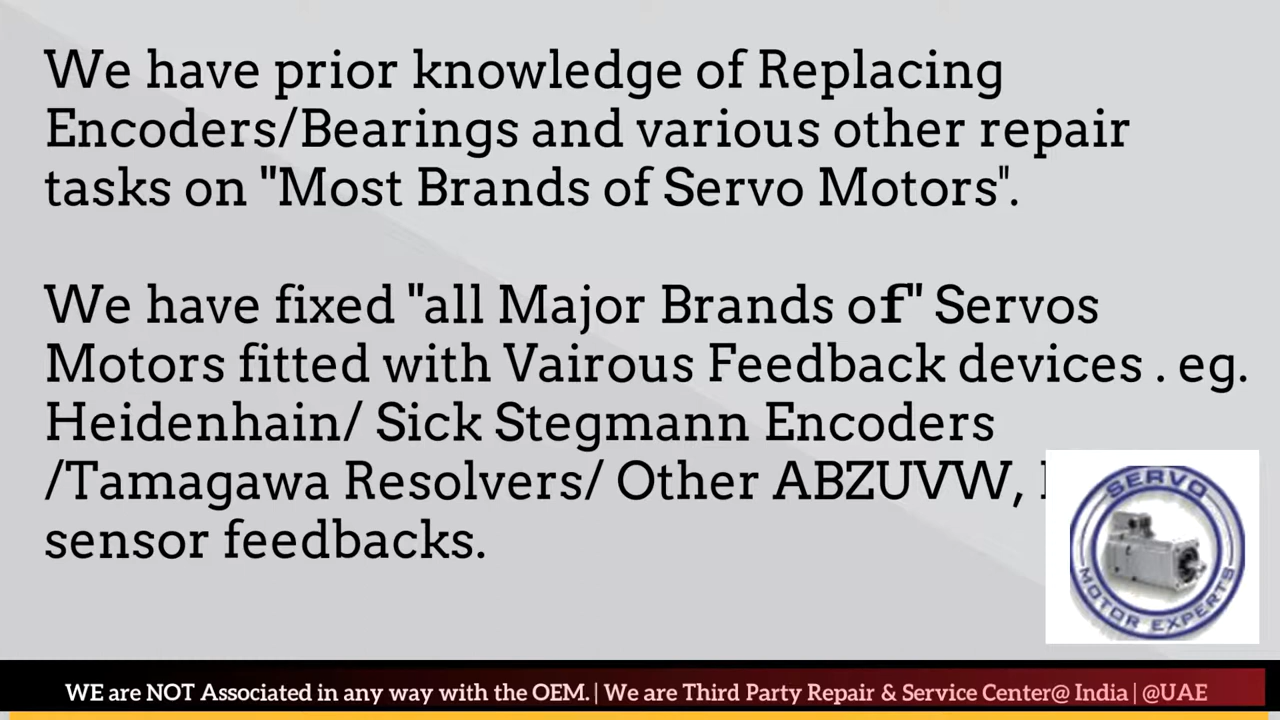 We have prior knowledge of Replacing
Encoders/Bearings and various other repair
tasks on "Most Brands of Servo Motors".
We have fixed "all Major Brands of" Servos
Motors fitted with Vairous Feedback devices . eg.
Heidenhain/ Sick Stegmann Encoders
/Tamagawa Resolvers/ Other ABZUVW,
sensor feedbacks.
SERVO
MOTOR EXPERTS
WE are NOT Associated in any way with the OEM. | We are Third Party Repair & Service Center@ India | @UAE